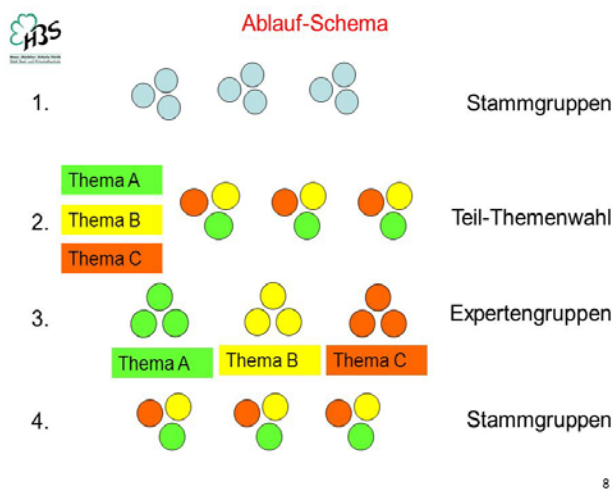 HBS
Ablauf-Schema
1.
Stammgruppen
Thema A
Thema B
Thema C
2.
Teil-Themenwahl
3.
Expertengruppen
Thema A
Thema B
Thema C
4.
Stammgruppen
8